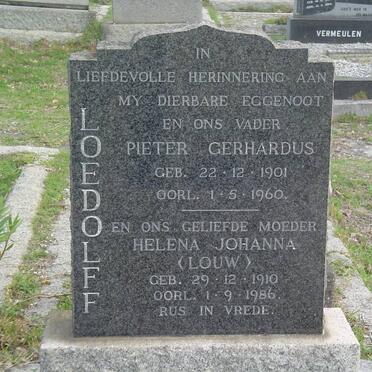 IN
LIEFDEVOLLE HERINNERING AAN
MY DIERBARE EGGENOOT
EN ONS VADER
PIETER GERHARDUS
GEB. 22-12-1901
OORL. 1-5-1960.
EN ONS GELIEFDE MOEDER
HELENA JOHANNA
(LOUW)
GEB. 29-12-1910
OORL. 1-9-1986.
RUS IN VREDE.
LOEDOLFF
VERMEULEN